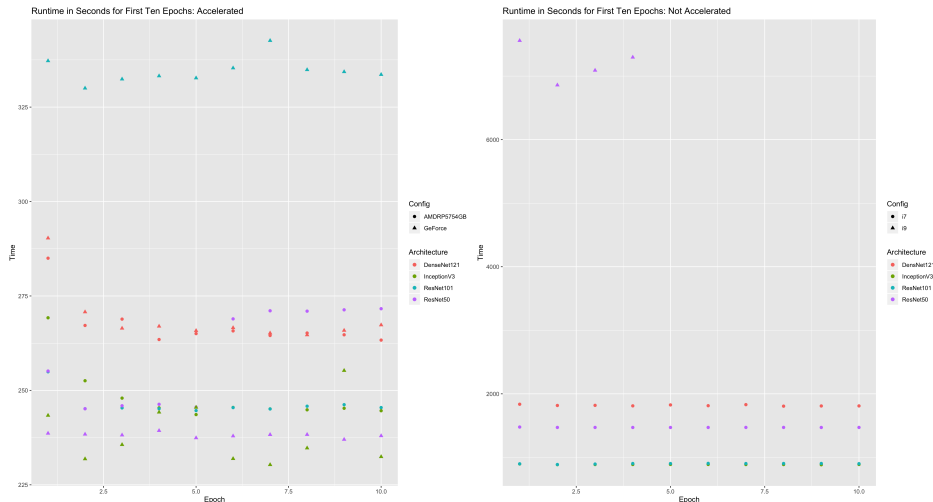 Runtime in Seconds for First Ten Epochs: Accelerated
325
300
275
250
225
Time
2.5
5.0
7.5
10.0
Epoch
Config
AMDRP5754GB
GeForce
Architecture
DenseNet121
InceptionV3
ResNet101
ResNet50
Runtime in Seconds for First Ten Epochs: Not Accelerated
6000
4000
2000
Time
2.5
5.0
7.5
10.0
Epoch
Config
i7
i9
Architecture
DensNet121
InceptionV3
ResNet101
ResNet50